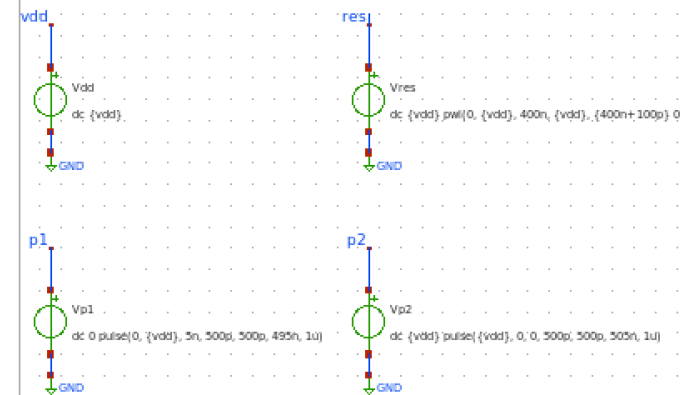 vdd
res
Vdd
dc {vdd}
Vres
dc {vdd} pwl(0, {vdd}, 400n, {vdd}, {400n+100p} 0
GND
GND
p1
p2
Vp1
dc 0 pulse(0, {vdd}, 5n, 500p, 500p, 495n, 1u)
Vp2
dc {vdd} pulse({vdd}, 0, 0, 500p, 500p, 505n, 1u)
GND
GND